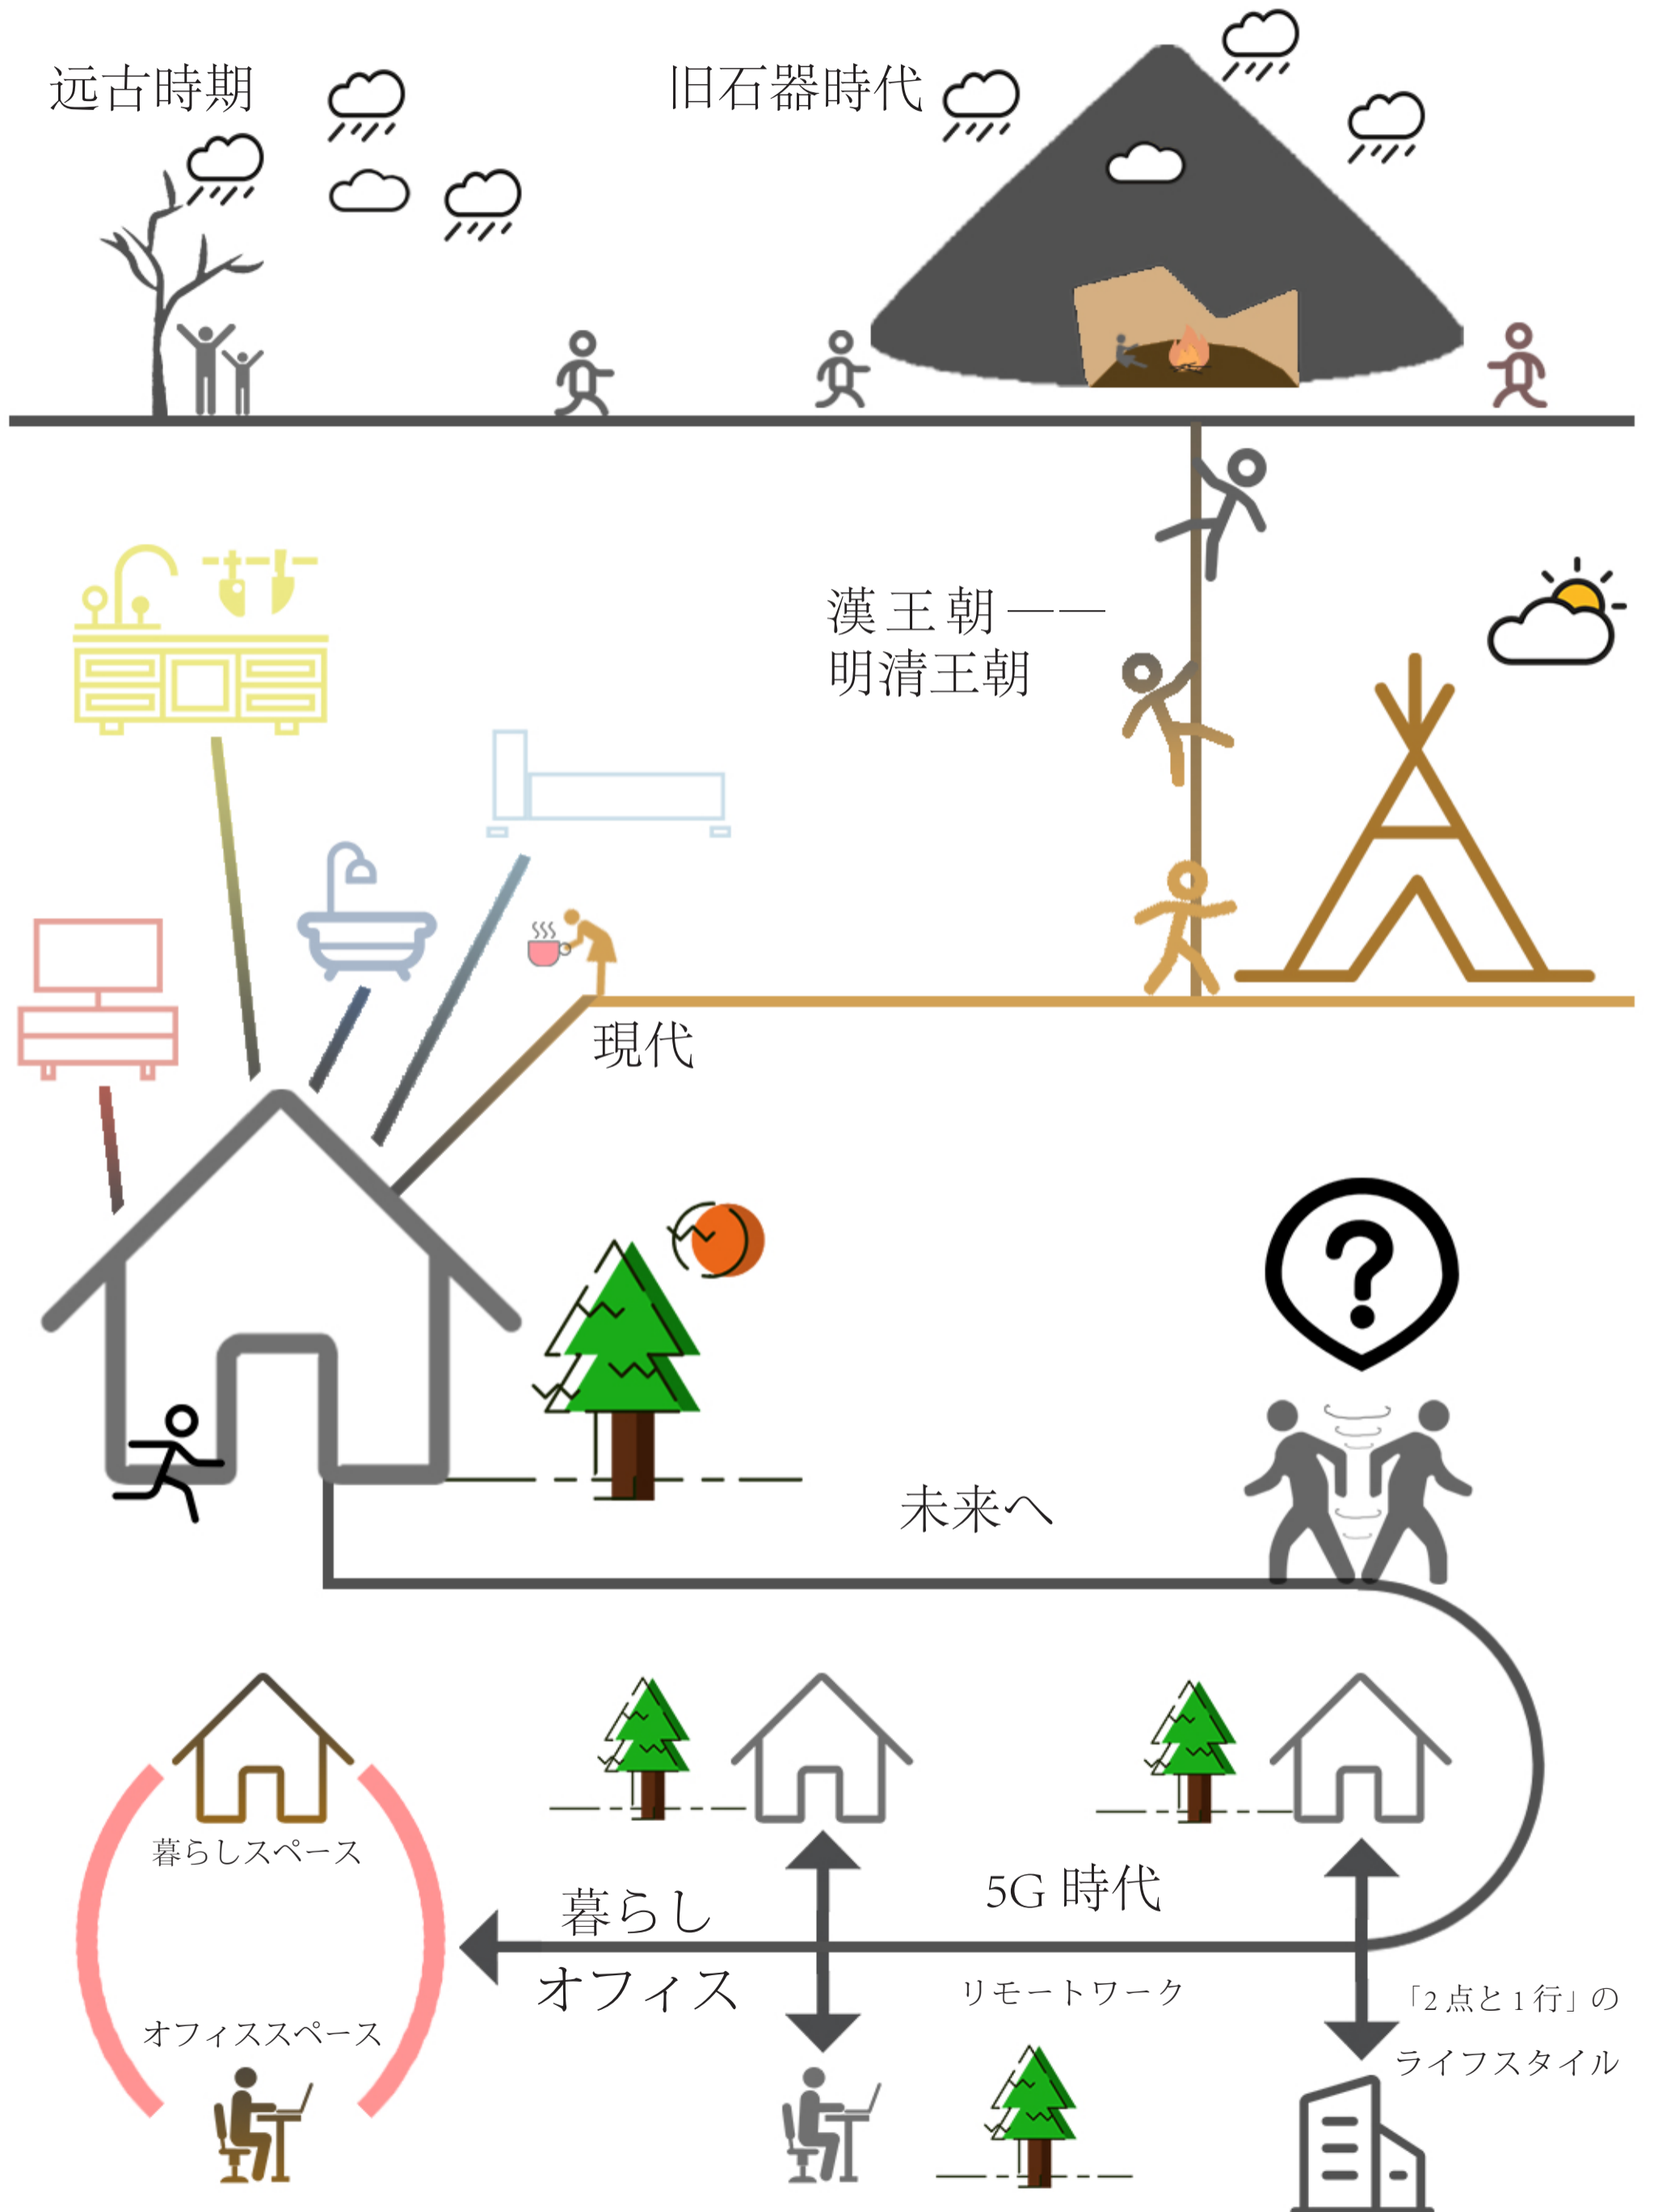 远古時期
旧石器時代
漢王朝——
明清王朝
現代
?
未来へ
暮らしスペース
オフィススペース
暮らし
オフィス
5G 時代
リモートワーク
「2 点と 1 行」の
ライフスタイル